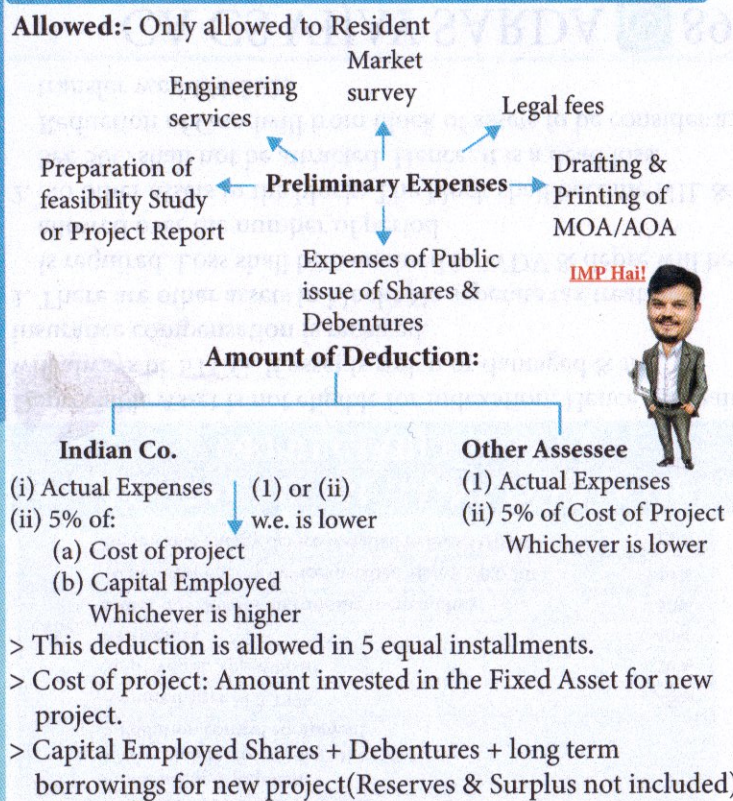 Allowed:- Only allowed to Resident
Market
survey
Engineering
services
Legal fees
Preparation of
feasibility Study
or Project Report
Preliminary Expenses
Drafting &
Printing of
MOA/AOA
Expenses of Public
issue of Shares &
Debentures
IMP Hai!
Amount of Deduction:
Indian Co.
(i) Actual Expenses
(ii) 5% of:
(a) Cost of project
(b) Capital Employed
Whichever is higher
(1) or (ii)
w.e. is lower
Other Assessee
(1) Actual Expenses
(ii) 5% of Cost of Project
Whichever is lower
> This deduction is allowed in 5 equal installments.
> Cost of project: Amount invested in the Fixed Asset for new
project.
> Capital Employed Shares + Debentures + long term
borrowings for new project(Reserves & Surplus not included)